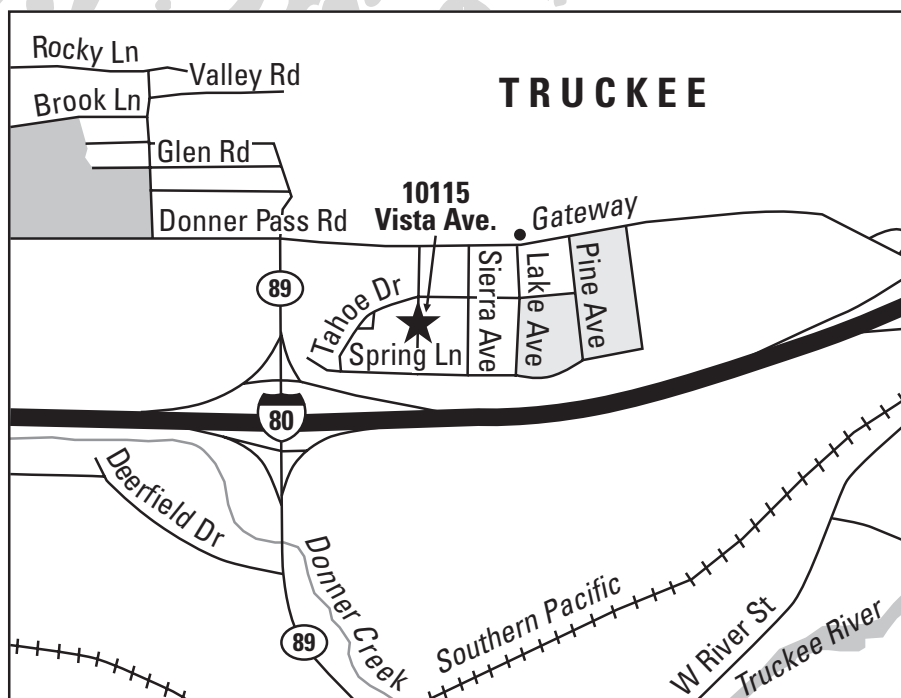 Rocky Ln
Valley Rd
TRUCKEE
Brook Ln
Glen Rd
10115
Vista Ave.
Donner Pass Rd
Gateway
89
Tahoe Dr
Sierra Ave
Lake Ave
Pine Ave
Spring Ln
80
Deerfield Dr
Donner Creek
Southern Pacific
89
W River St
Truckee River